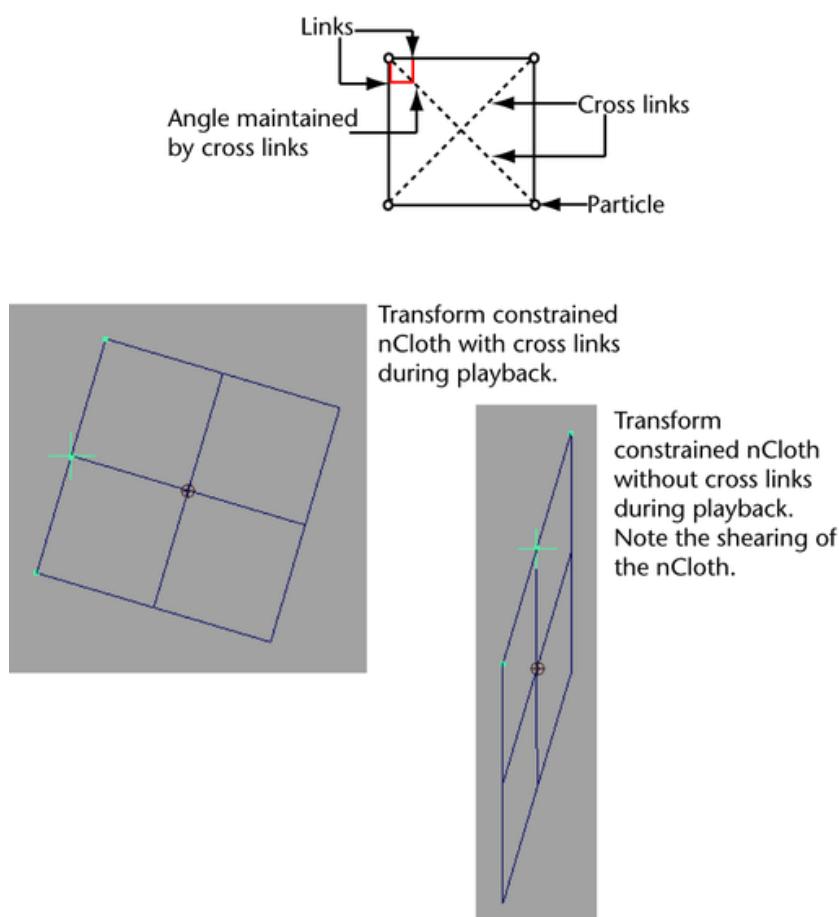 Links
Angle maintained
by cross links
Cross links
Particle
Transform constrained
nCloth with cross links
during playback.
Transform
constrained nCloth
without cross links
during playback.
Note the shearing of
the nCloth.